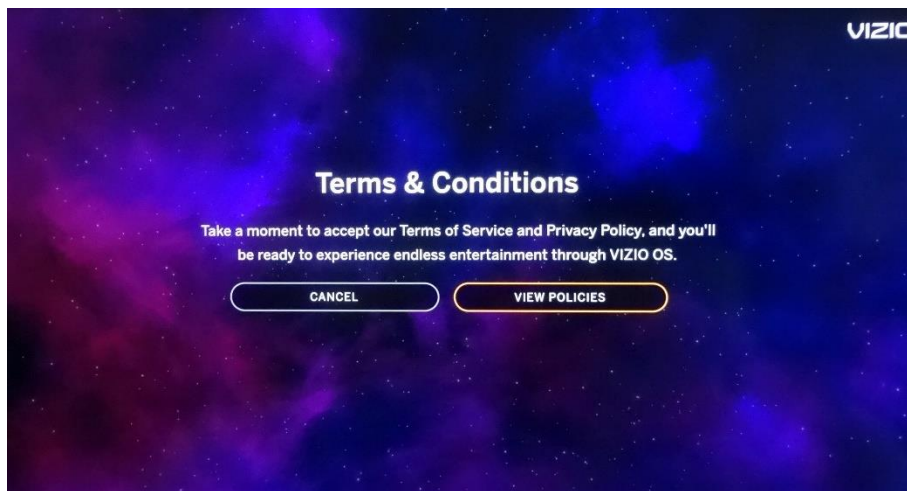 VIZIO
Terms & Conditions
Take a moment to accept our Terms of Service and Privacy Policy, and you'll
be ready to experience endless entertainment through VIZIO OS.
CANCEL
VIEW POLICIES